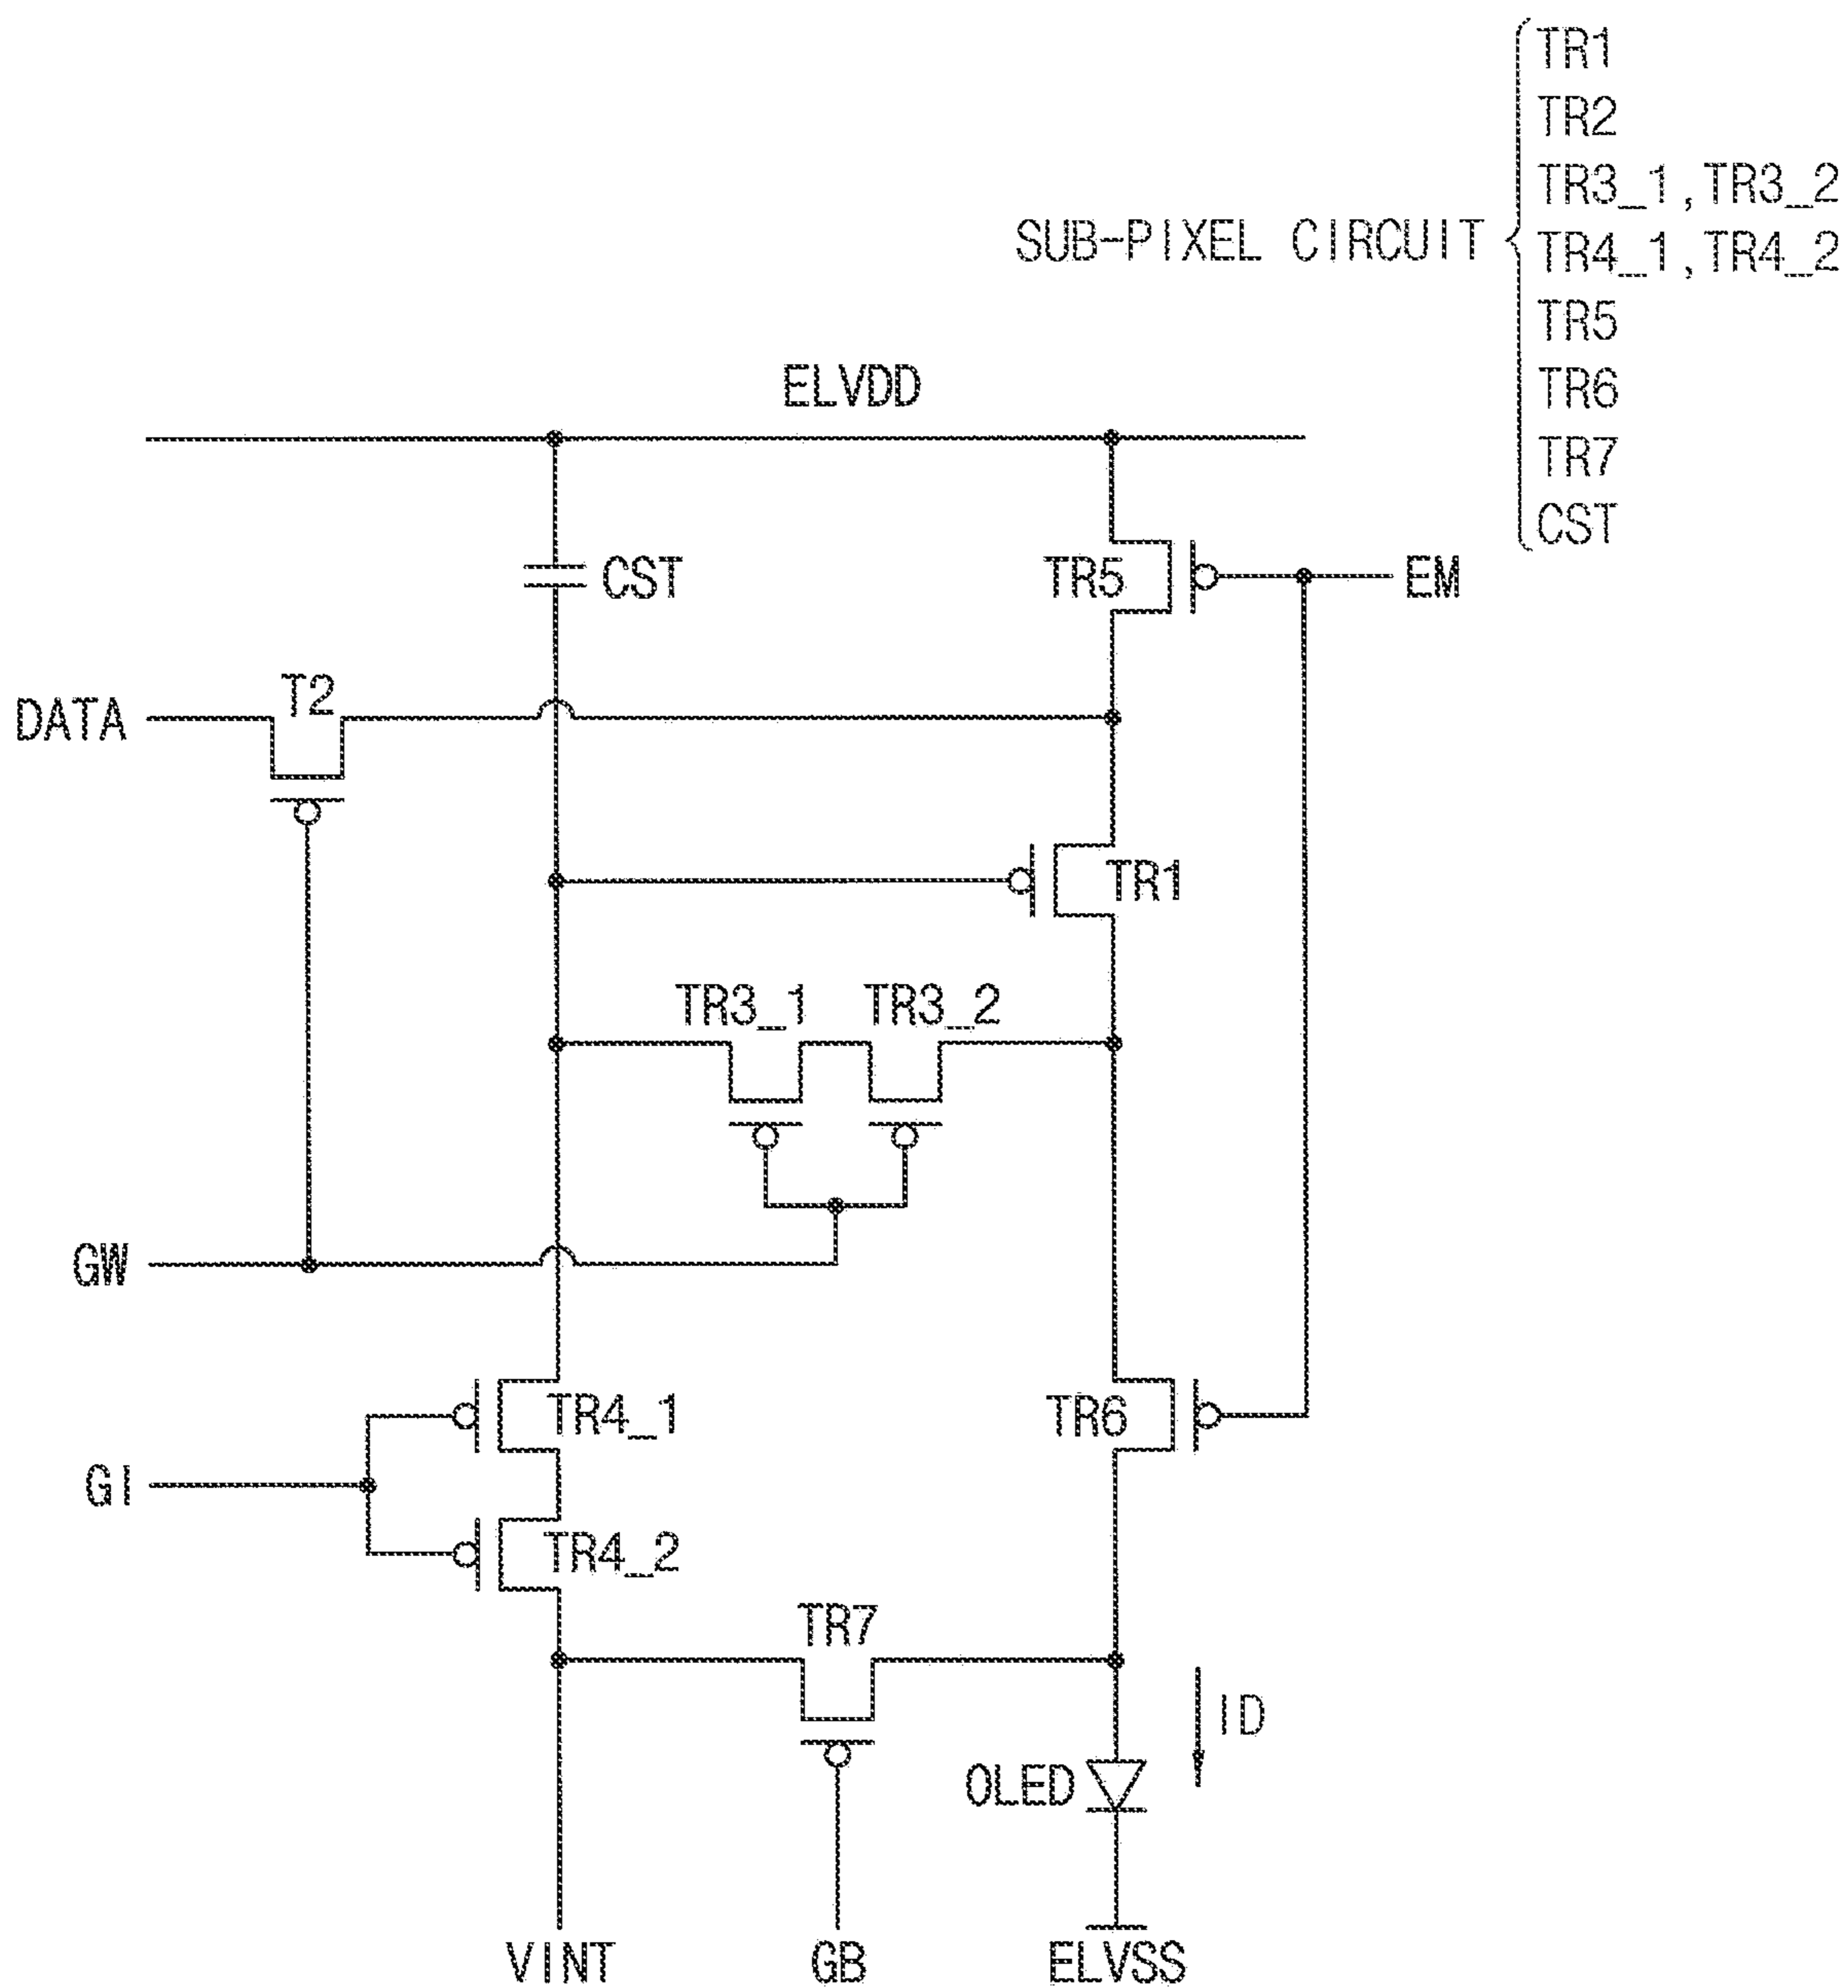 TR1
TR2
TR3_1,TR3_2
SUB-PIXEL CIRCUIT
TR4_1,TR4_2
TR5
TR6
TR7
CST
ELVDD
CST
TR5
EM
T2
DATA
TR1
TR3_1
TR3_2
GW
TR4_1
TR6
GI
TR4_2
TR7
ID
OLED
VINT
GB
ELVSS